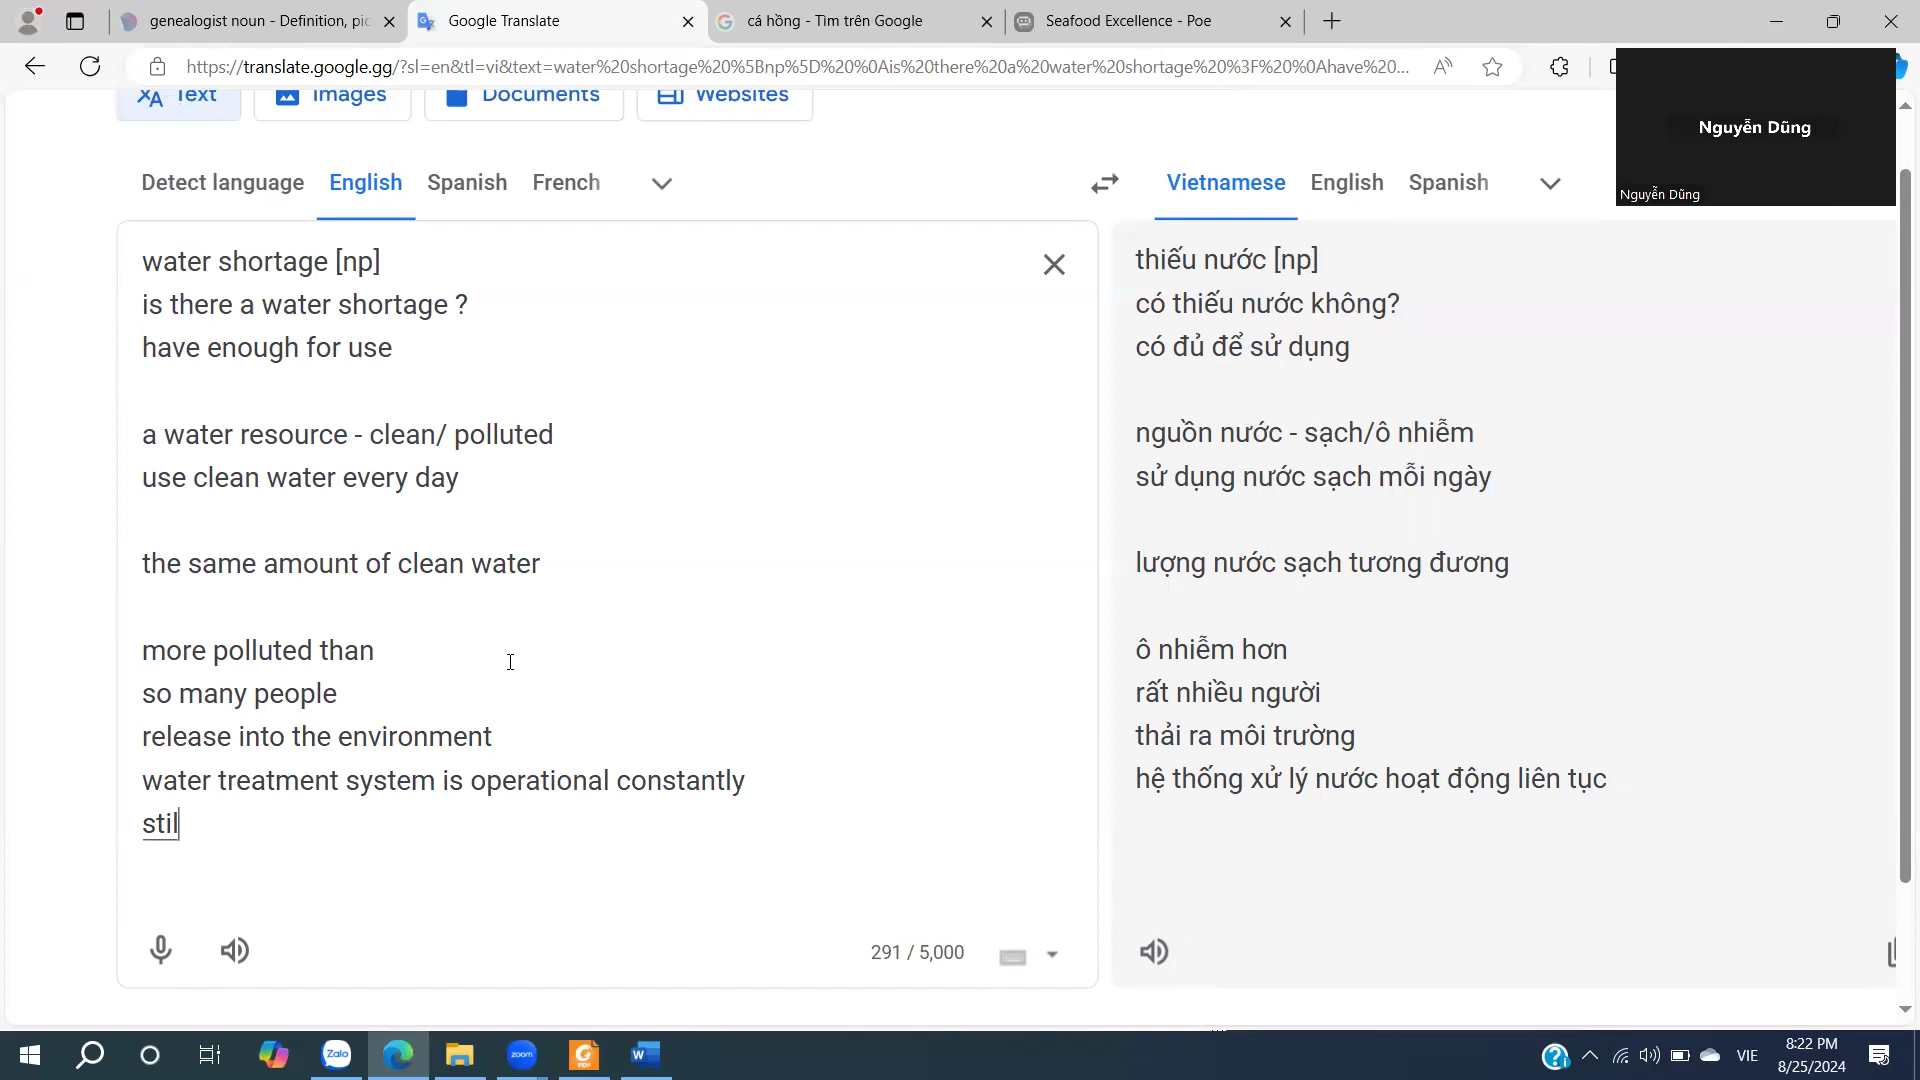 genealogist noun - Definition, pic
Google Translate
cá hồng - Tìm trên Google
Seafood Excellence - Poe
https://translate.google.gg/?sl=en&tl=vi&text=water%20shortage%20%5Bnp%5D%20%0Ais%20there%20a%20water%20shortage%20%3F%20%0Ahave%20...
Text
Images
Documents
Websites
Nguyễn Dũng
Nguyễn Dũng
Detect language
English
Spanish
French
Vietnamese
English
Spanish
water shortage [np]
is there a water shortage ?
have enough for use
a water resource - clean/ polluted
use clean water every day
the same amount of clean water
more polluted than
so many people
release into the environment
water treatment system is operational constantly
stil
291 / 5,000
thiếu nước [np]
có thiếu nước không?
có đủ để sử dụng
nguồn nước - sạch/ô nhiễm
sử dụng nước sạch mỗi ngày
lượng nước sạch tương đương
ô nhiễm hơn
rất nhiều người
thải ra môi trường
hệ thống xử lý nước hoạt động liên tục
Zalo
zoom
PDF
W
VIE
8:22 PM
8/25/2024